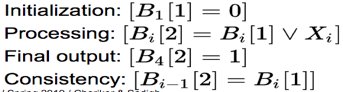 Initialization: [B₁[1] = 0]
Processing: [Bᵢ[2] = Bᵢ[1] ∨ Xᵢ]
Final output: [B₄[2] = 1]
Consistency: [Bᵢ₋₁[2] = Bᵢ[1]]